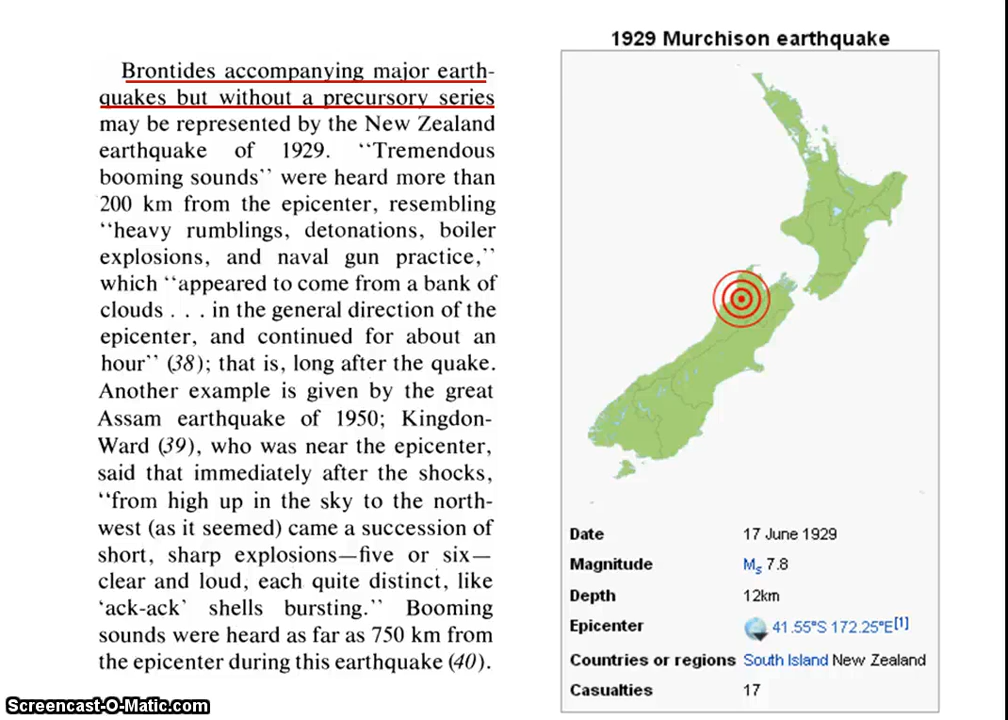 Brontides accompanying major earth-
quakes but without a precursory series
may be represented by the New Zealand
earthquake of 1929. "Tremendous
booming sounds" were heard more than
200 km from the epicenter, resembling
"heavy rumblings, detonations, boiler
explosions, and naval gun practice,"
which "appeared to come from a bank of
clouds . . . in the general direction of the
epicenter, and continued for about an
hour" (38); that is, long after the quake.
Another example is given by the great
Assam earthquake of 1950; Kingdon-
Ward (39), who was near the epicenter,
said that immediately after the shocks,
"from high up in the sky to the north-
west (as it seemed) came a succession of
short, sharp explosions—five or six—
clear and loud, each quite distinct, like
'ack-ack' shells bursting." Booming
sounds were heard as far as 750 km from
the epicenter during this earthquake (40).
1929 Murchison earthquake
Date 17 June 1929
Magnitude Ms 7.8
Depth 12km
Epicenter 41.55°S 172.25°E[1]
Countries or regions South Island New Zealand
Casualties 17
Screencast-O-Matic.com